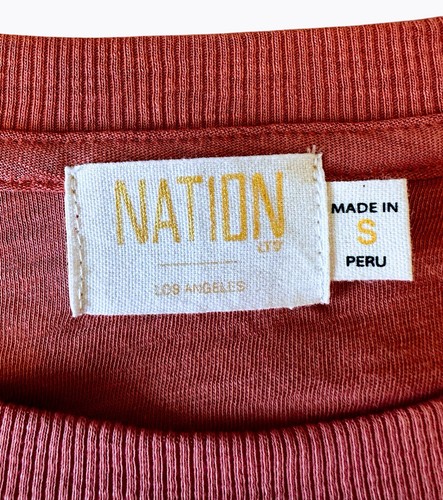 NATION
LTD
LOS ANGELES
MADE IN
S
PERU